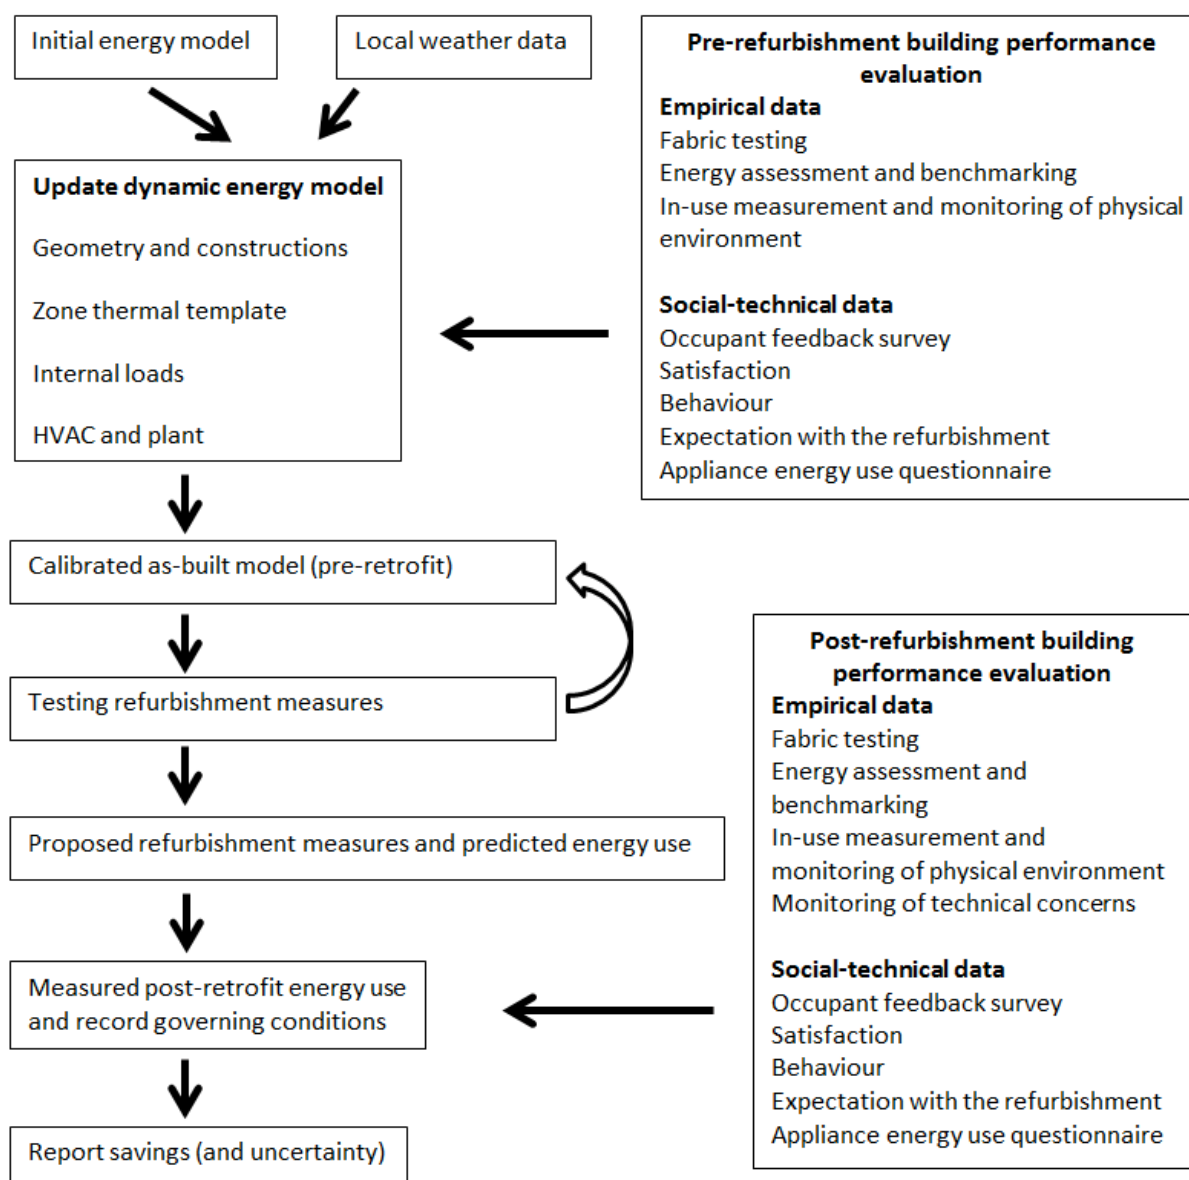 Initial energy model
Local weather data
Pre-refurbishment building performance
evaluation
Empirical data
Fabric testing
Energy assessment and benchmarking
In-use measurement and monitoring of physical
environment
Social-technical data
Occupant feedback survey
Satisfaction
Behaviour
Expectation with the refurbishment
Appliance energy use questionnaire
Update dynamic energy model
Geometry and constructions
Zone thermal template
Internal loads
HVAC and plant
Calibrated as-built model (pre-retrofit)
Testing refurbishment measures
Proposed refurbishment measures and predicted energy use
Measured post-retrofit energy use
and record governing conditions
Report savings (and uncertainty)
Post-refurbishment building
performance evaluation
Empirical data
Fabric testing
Energy assessment and
benchmarking
In-use measurement and
monitoring of physical environment
Monitoring of technical concerns
Social-technical data
Occupant feedback survey
Satisfaction
Behaviour
Expectation with the refurbishment
Appliance energy use questionnaire